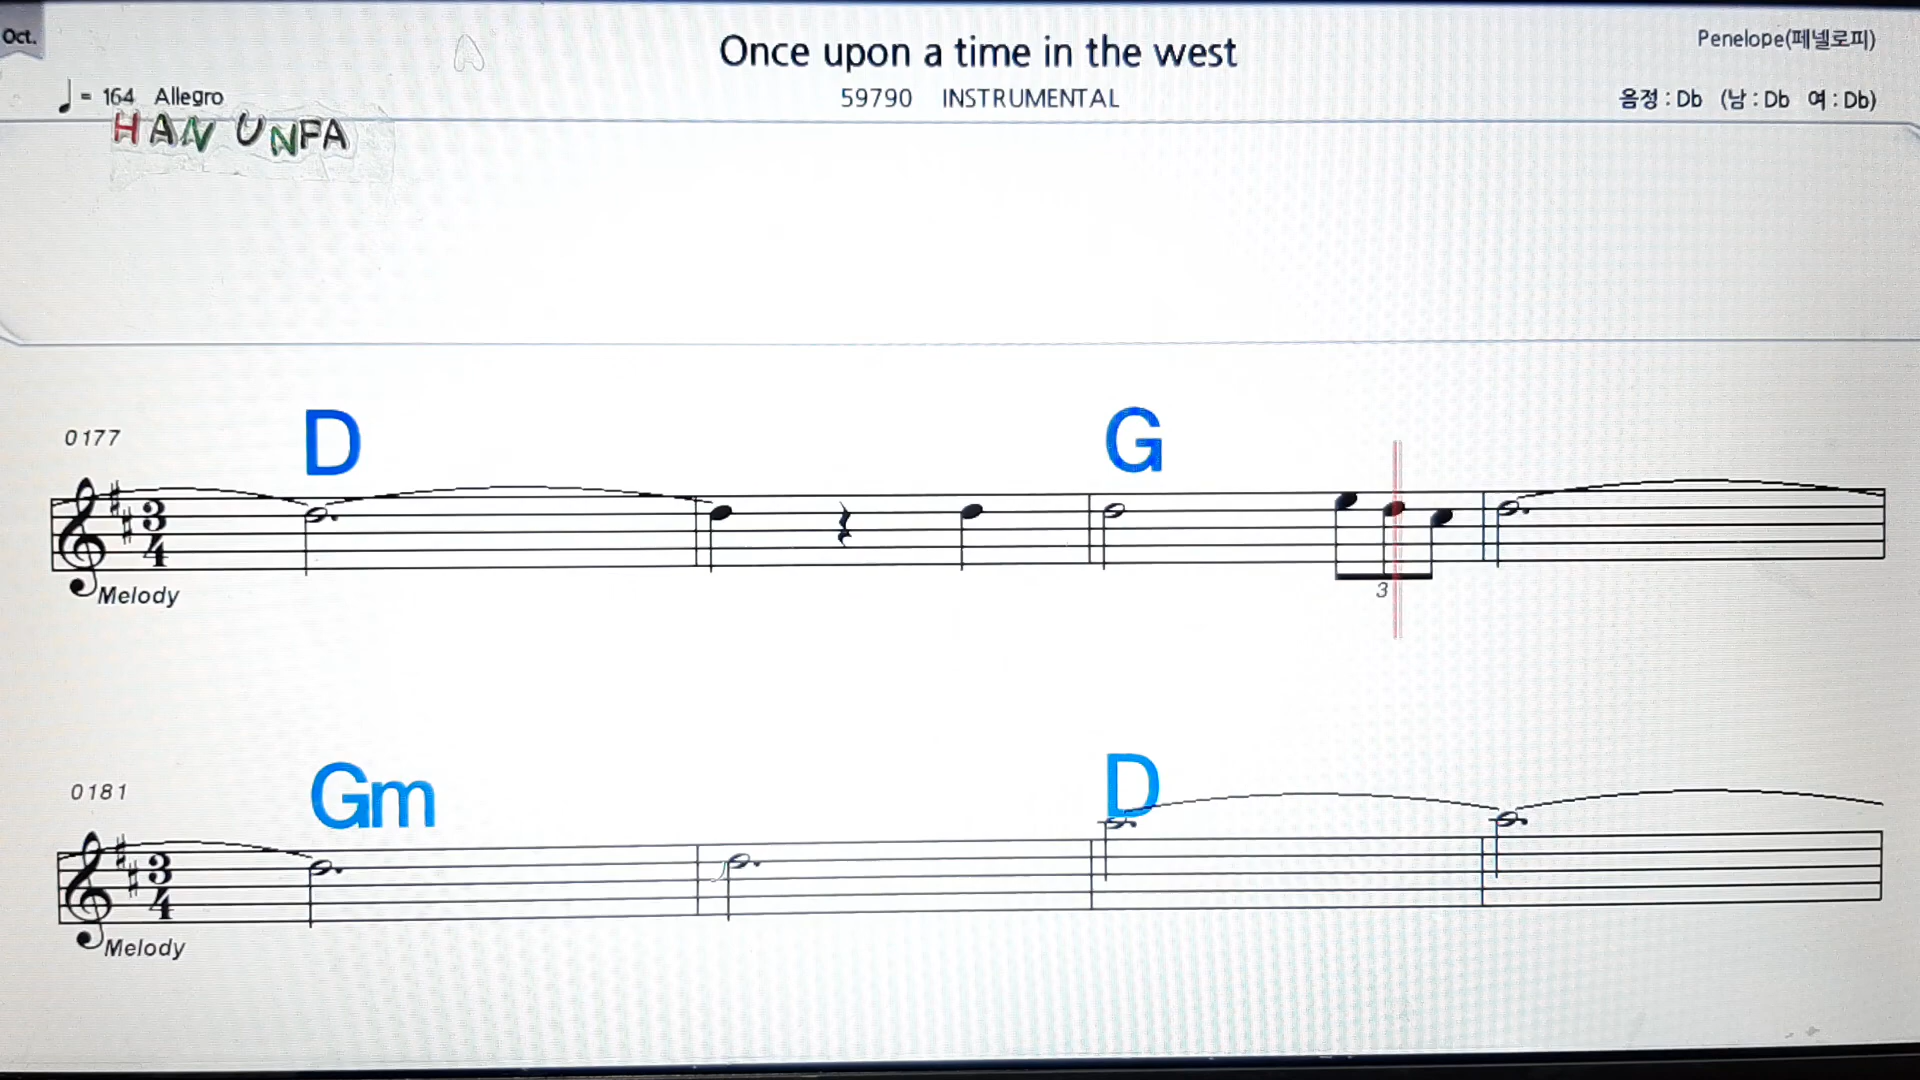 Oct.
Once upon a time in the west
Penelope(페넬로피)
= 164 Allegro
59790 INSTRUMENTAL
음정 : Db (남 : Db 여 : Db)
HAN UNFA
D G
0177
3
4
Melody
3
Gm D
0181
3
4
Melody